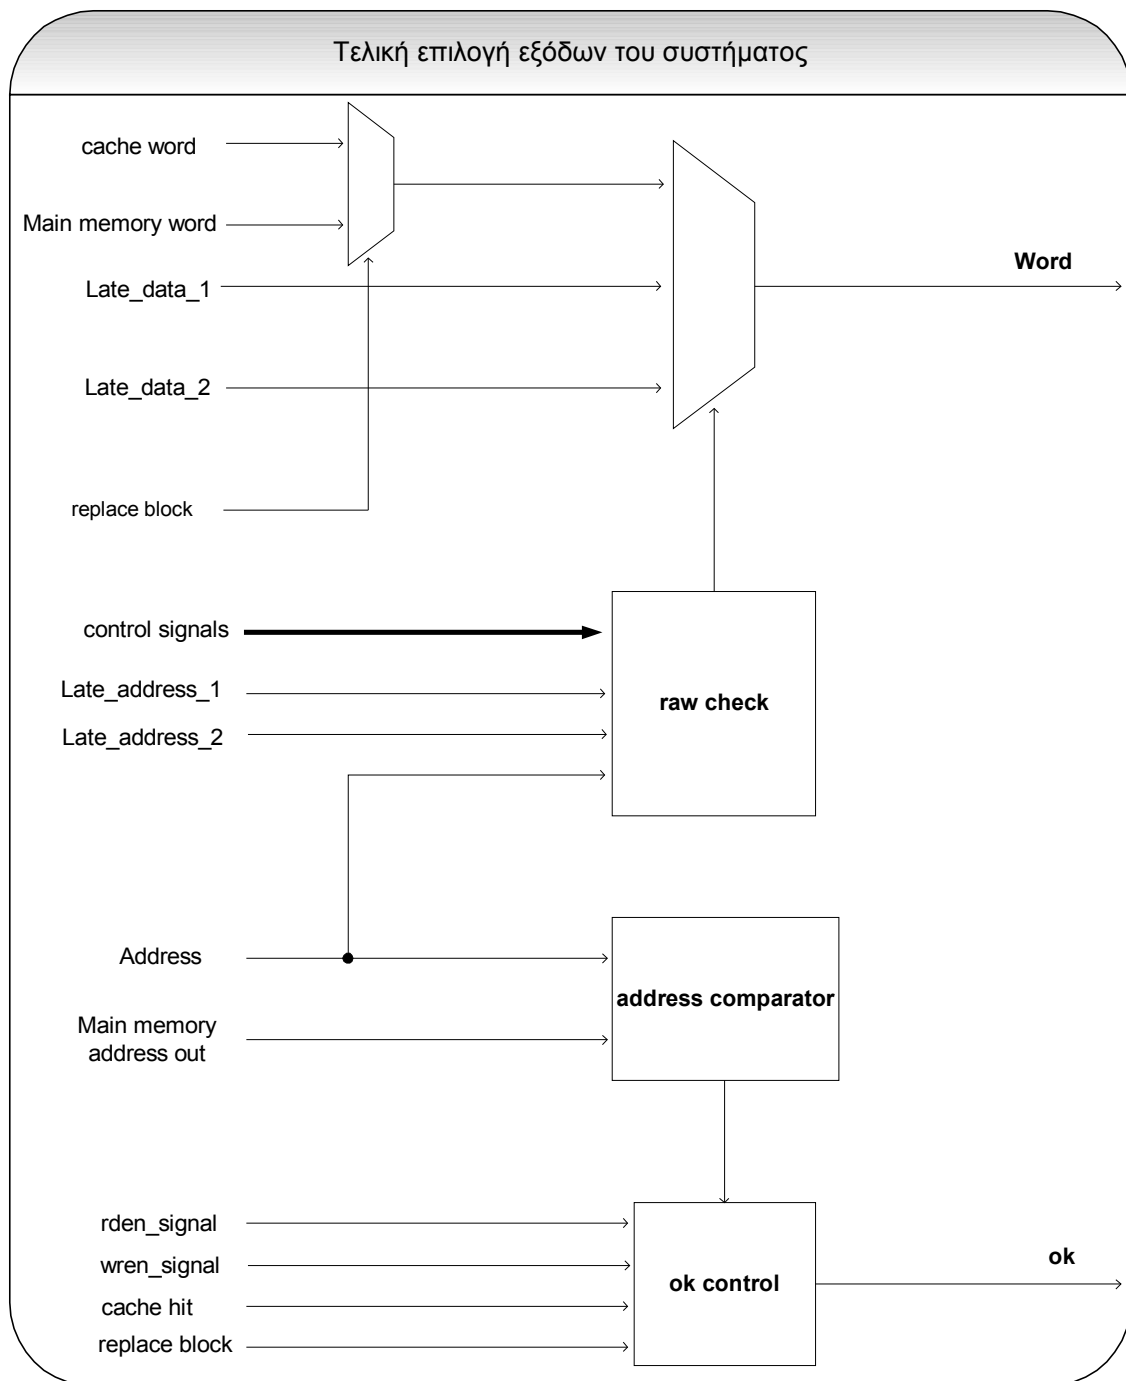 Τελική επιλογή εξόδων του συστήματος
cache word
Main memory word
Late_data_1
Word
Late_data_2
replace block
control signals
Late_address_1
raw check
Late_address_2
Address
address comparator
Main memory
address out
rden_signal
wren_signal
ok
ok control
cache hit
replace block